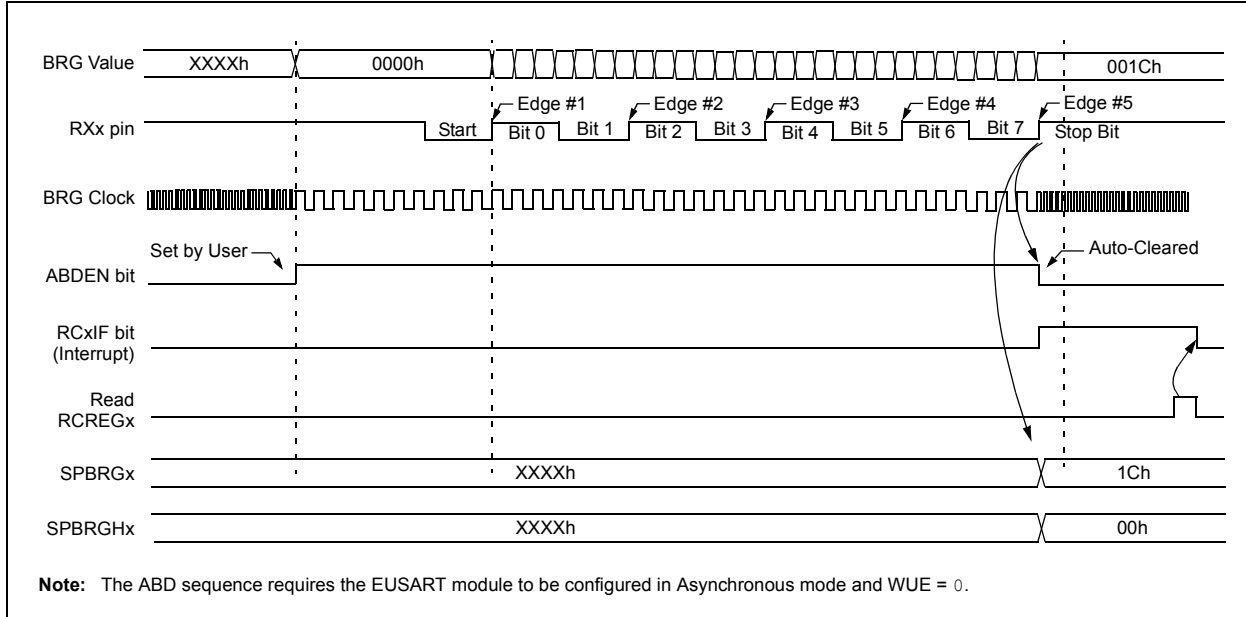 BRG Value XXXXh 0000h 001Ch
Edge #1 Edge #2 Edge #3 Edge #4 Edge #5
RXx pin Start Bit 0 Bit 1 Bit 2 Bit 3 Bit 4 Bit 5 Bit 6 Bit 7 Stop Bit
BRG Clock
Set by User Auto-Cleared
ABDEN bit
RCxIF bit
(Interrupt)
Read
RCREGx
SPBRGx XXXXh 1Ch
SPBRGHx XXXXh 00h
Note: The ABD sequence requires the EUSART module to be configured in Asynchronous mode and WUE = 0.